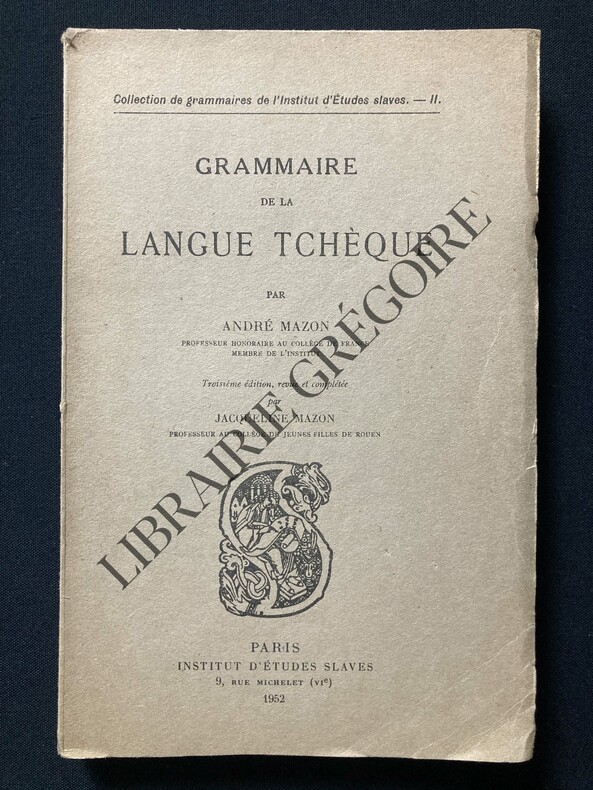 Collection de grammaires de l'Institut d'Études slaves. — II.
GRAMMAIRE
DE LA
LANGUE TCHÈQUE
PAR
ANDRÉ MAZON
PROFESSEUR HONORAIRE AU COLLÈGE DE FRANCE
MEMBRE DE L'INSTITUT
Troisième édition, revue et complétée
par
JACQUELINE MAZON
PROFESSEUR AU COLLÈGE DE JEUNES FILLES DE ROUEN
LIBRAIRIE GRÉGOIRE
PARIS
INSTITUT D'ÉTUDES SLAVES
9, RUE MICHELET (VIe)
1952